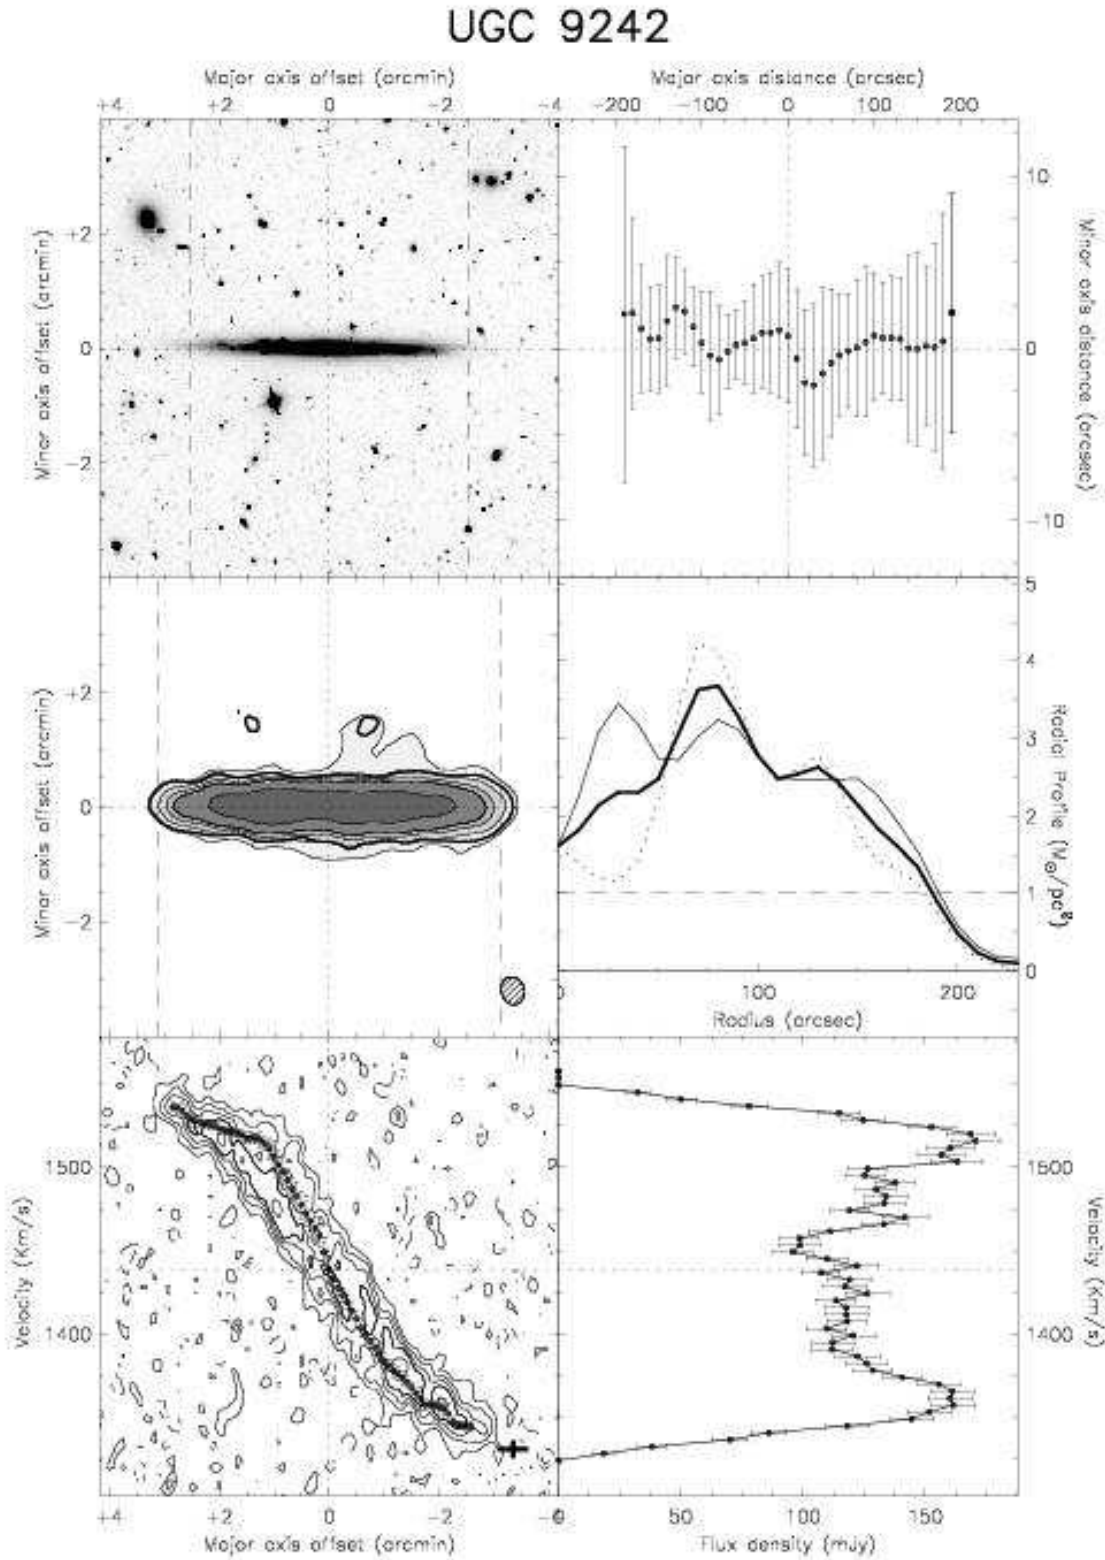 UGC 9242
Major axis offset (arcmin)
+4 +2 0 -2 -4
Major axis distance (arcsec)
-200 -100 0 100 200
Minor axis offset (arcmin)
+2
0
-2
10
0
-10
Minor axis distance (arcsec)
Minor axis offset (arcmin)
+2
0
-2
5
4
3
2
1
0
Radial Profile (M⊙/pc²)
0 100 200
Radius (arcsec)
Velocity (Km/s)
1500
1400
+4 +2 0 -2
Major axis offset (arcmin)
1500
1400
Velocity (Km/s)
0 50 100 150
Flux density (mJy)